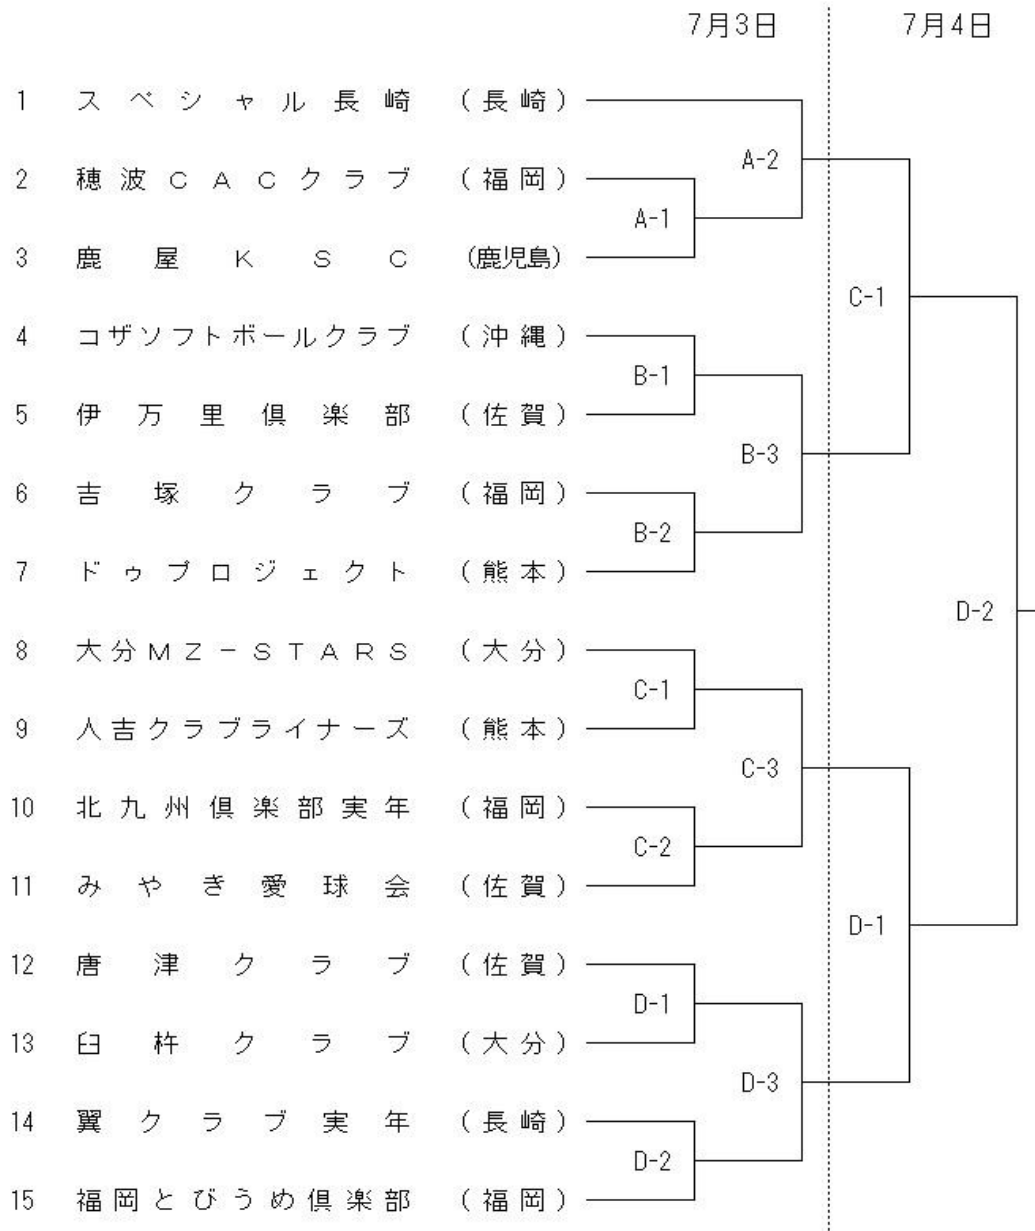 7月3日 7月4日
1 スペシャル長崎 (長崎)
A-2
2 穂波CACクラブ (福岡)
A-1
3 鹿屋KSC (鹿児島)
C-1
4 コザソフトボールクラブ (沖縄)
B-1
5 伊万里倶楽部 (佐賀)
B-3
6 吉塚クラブ (福岡)
B-2
7 ドゥプロジェクト (熊本)
D-2
8 大分MZ-STARS (大分)
C-1
9 人吉クラブライナーズ (熊本)
C-3
10 北九州倶楽部実年 (福岡)
C-2
11 みやき愛球会 (佐賀)
D-1
12 唐津クラブ (佐賀)
D-1
13 臼杵クラブ (大分)
D-3
14 翼クラブ実年 (長崎)
D-2
15 福岡とびうめ倶楽部 (福岡)